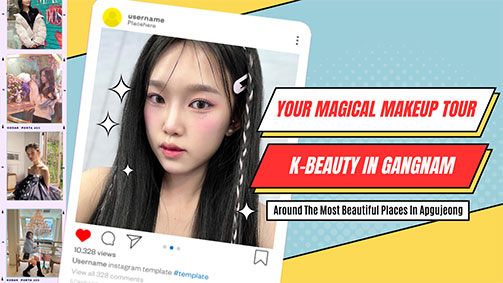 username
Placehere
YOUR MAGICAL MAKEUP TOUR
K-BEAUTY IN GANGNAM
Around The Most Beautiful Places In Apgujeong
10.328 views
Username instagram template #template
View all 328 comments